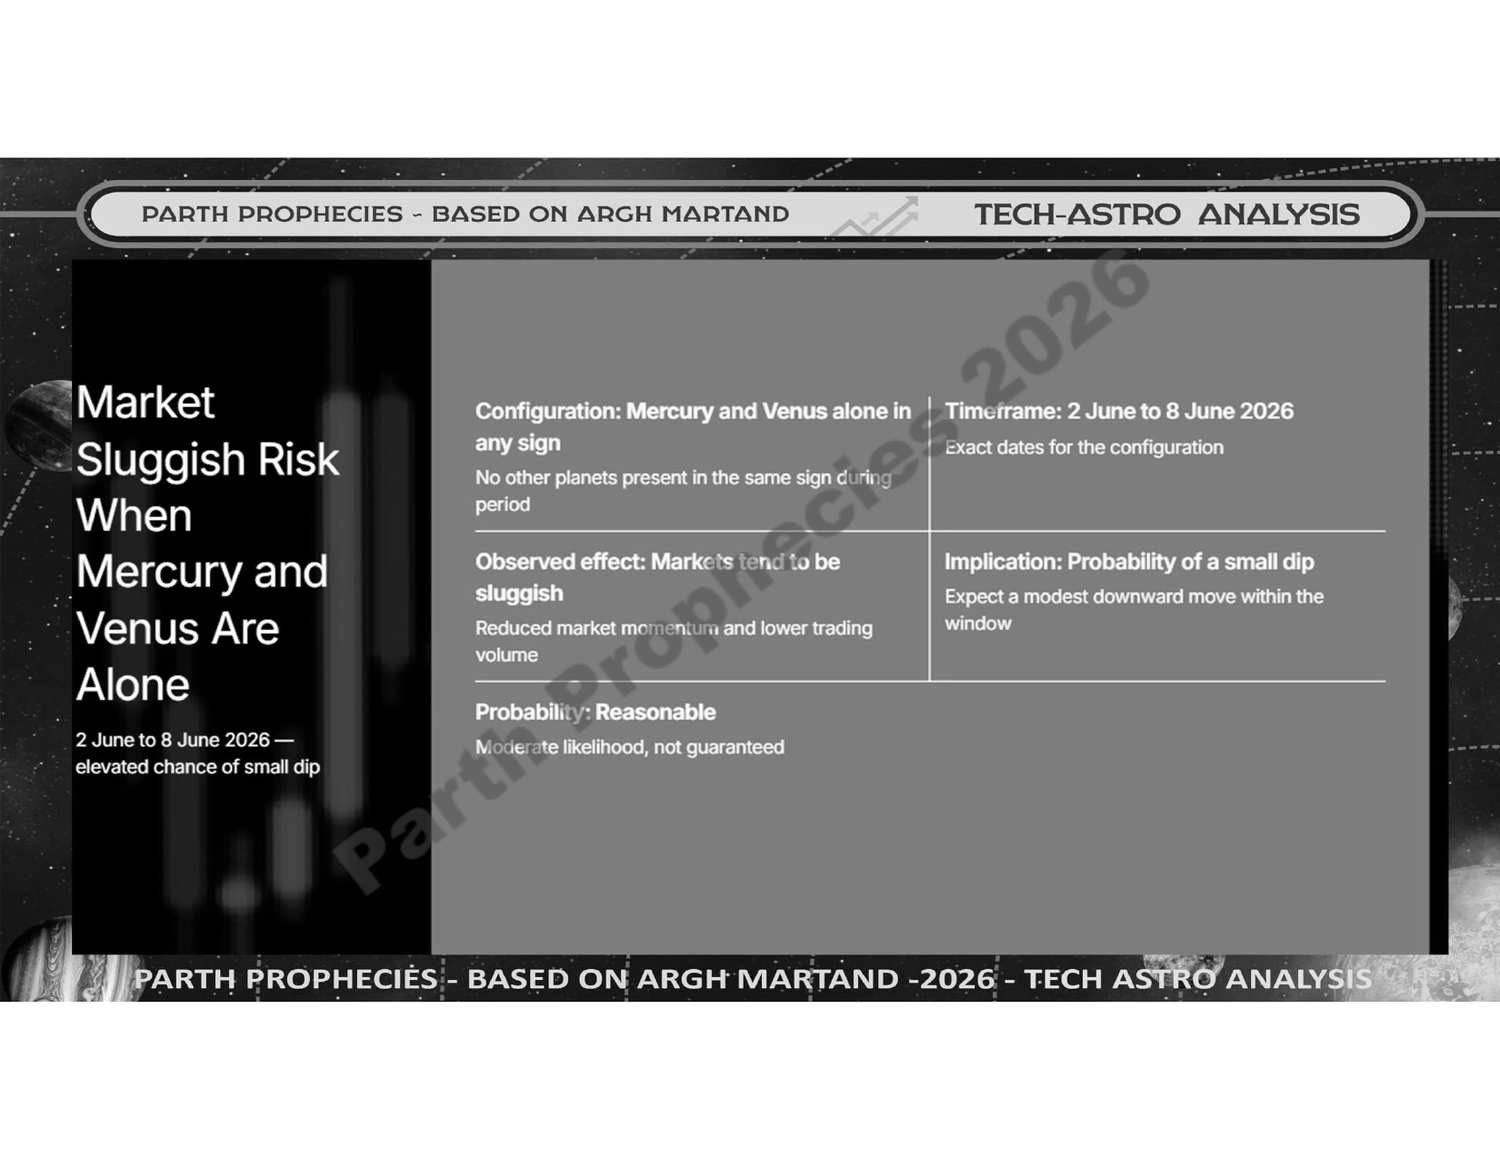 PARTH PROPHECIES ~ BASED ON ARGH MARTAND
TECH-ASTRO ANALYSIS
Market
Sluggish Risk
When
Mercury and
Venus Are
Alone
2 June to 8 June 2026 —
elevated chance of small dip
Configuration: Mercury and Venus alone in
any sign
No other planets present in the same sign during
period
Timeframe: 2 June to 8 June 2026
Exact dates for the configuration
Observed effect: Markets tend to be
sluggish
Reduced market momentum and lower trading
volume
Implication: Probability of a small dip
Expect a modest downward move within the
window
Probability: Reasonable
Moderate likelihood, not guaranteed
Parth Prophecies 2026
PARTH PROPHECIES - BASED ON ARGH MARTAND -2026 - TECH ASTRO ANALYSIS